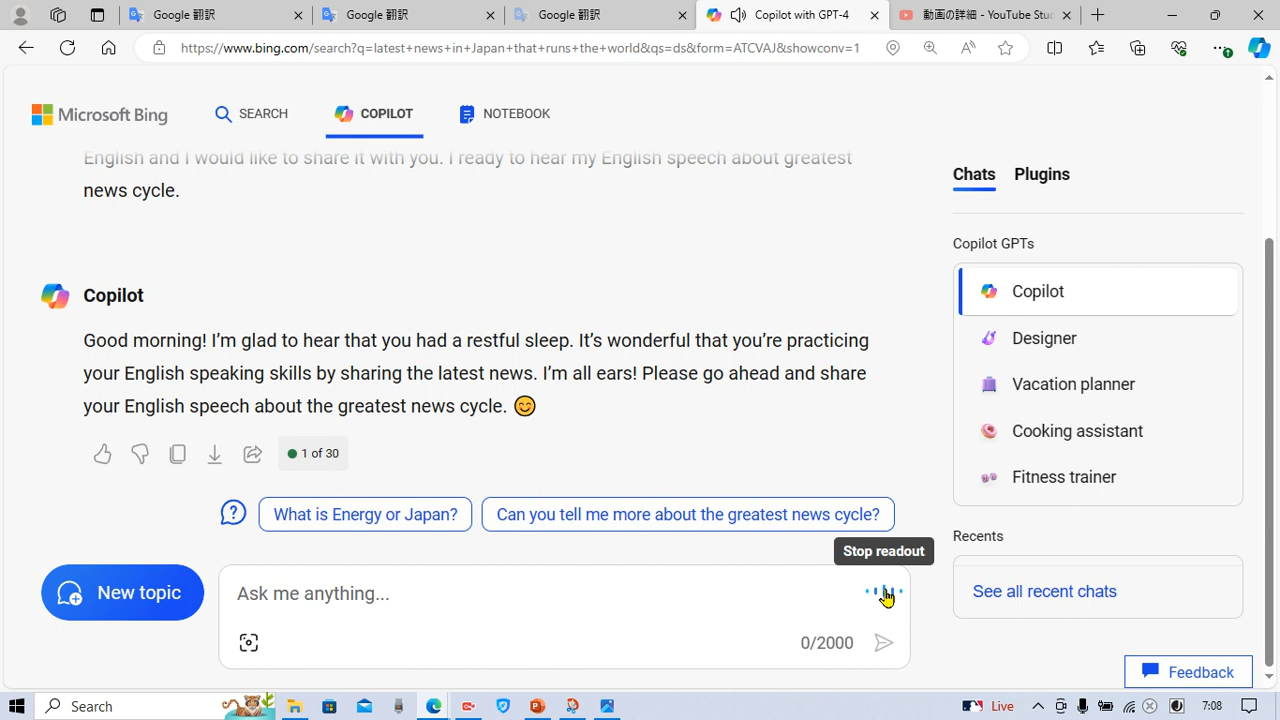 Google 翻訳
Google 翻訳
Google 翻訳
Copilot with GPT-4
動画の詳細 - YouTube Stu
https://www.bing.com/search?q=latest+news+in+Japan+that+runs+the+world&qs=ds&form=ATCVAJ&showconv=1
Microsoft Bing
SEARCH
COPILOT
NOTEBOOK
English and I would like to share it with you. I ready to hear my English speech about greatest
news cycle.
Chats
Plugins
Copilot GPTs
Copilot
Designer
Vacation planner
Cooking assistant
Fitness trainer
Recents
See all recent chats
Copilot
Good morning! I’m glad to hear that you had a restful sleep. It’s wonderful that you’re practicing
your English speaking skills by sharing the latest news. I’m all ears! Please go ahead and share
your English speech about the greatest news cycle. 😊
1 of 30
What is Energy or Japan?
Can you tell me more about the greatest news cycle?
Stop readout
New topic
Ask me anything...
0/2000
Feedback
Search
Live
7:08